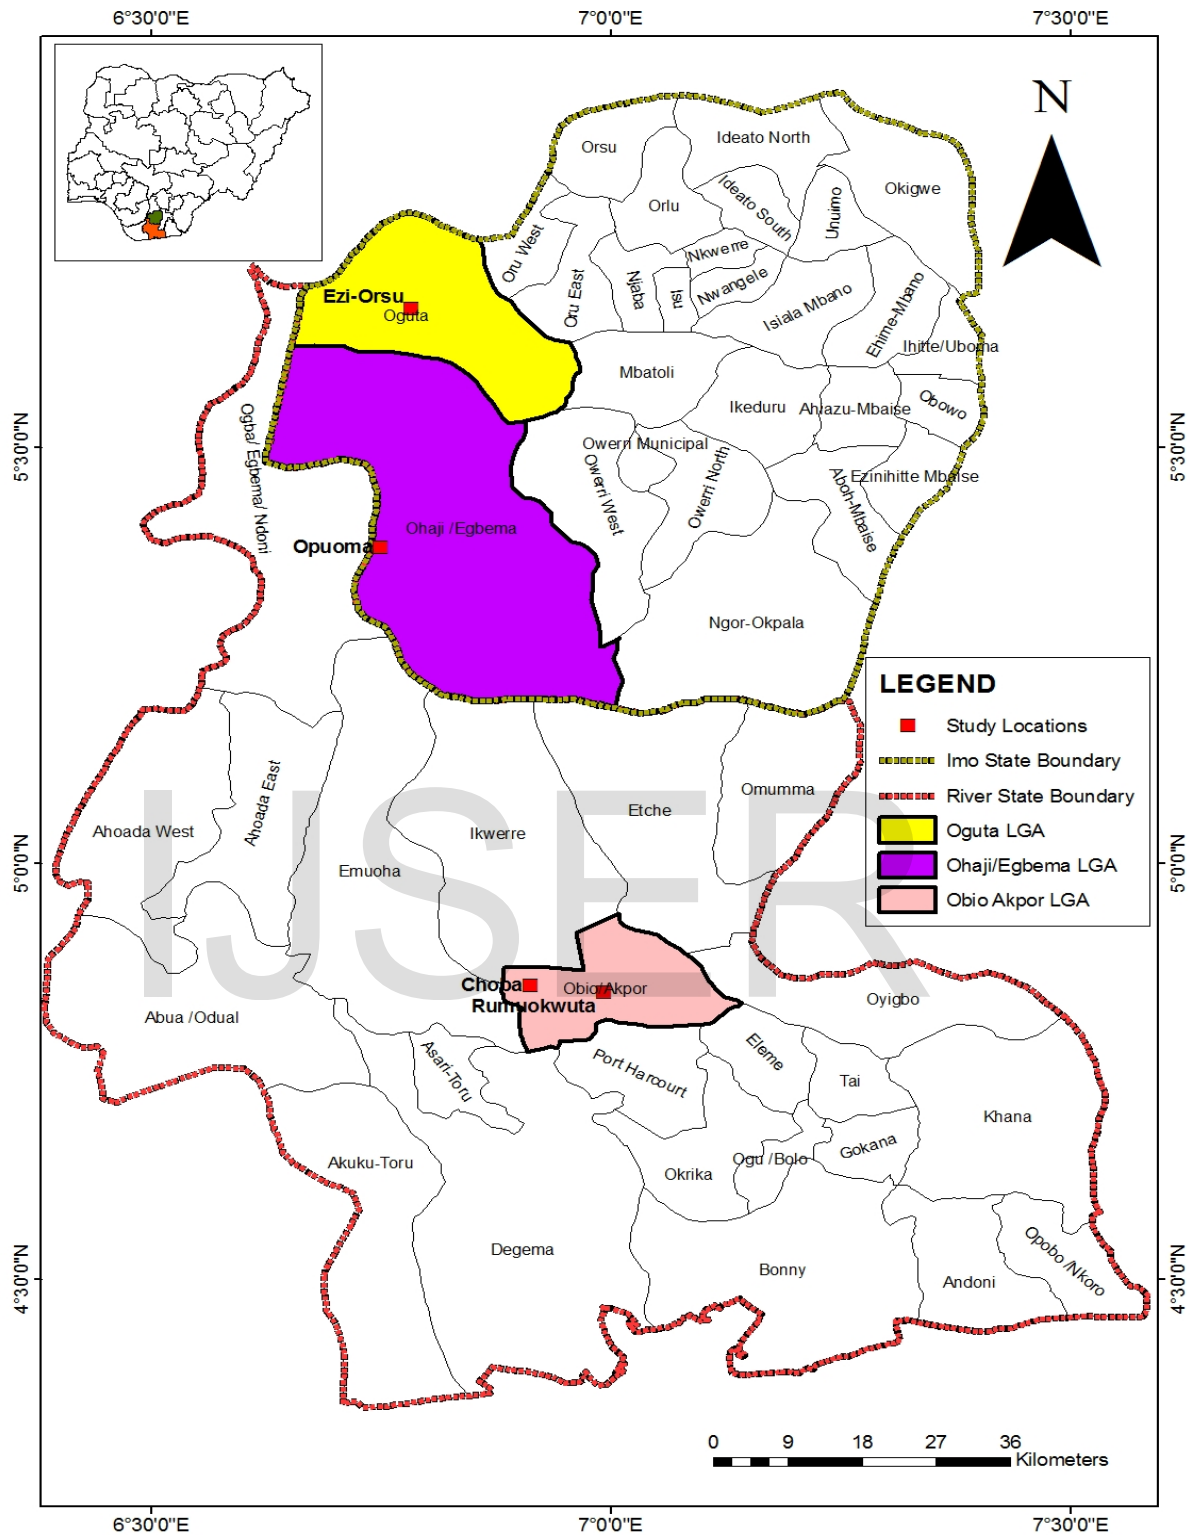 6°30'0"E
7°0'0"E
7°30'0"E
N
Orsu
Ideato North
Okigwe
Orlu
Ideato South
Unuimo
Oru West
Nkwerre
Oru East
Njaba
Isu
Nwangele
Isiala Mbano
Ehime-Mbano
Ezi-Orsu
Oguta
Ihitte/Uboma
Mbatoli
Ikeduru
Ahiazu-Mbaise
Obowo
5°30'0"N
5°30'0"N
Ogba/ Egbema/ Ndoni
Owerri Municipal
Owerri West
Owerri North
Ezinihitte Mbaise
Aboh-Mbaise
Ohaji /Egbema
Opuoma
Ngor-Okpala
LEGEND
Study Locations
Imo State Boundary
River State Boundary
Oguta LGA
Ohaji/Egbema LGA
Obio Akpor LGA
Omumma
Etche
Ahoada West
Ahoada East
Ikwerre
Emuoha
5°0'0"N
5°0'0"N
IJSER
Choba
Obio/Akpor
Rumuokwuta
Oyigbo
Abua /Odual
Asari-Toru
Port Harcourt
Eleme
Tai
Khana
Akuku-Toru
Okrika
Ogu /Bolo
Gokana
Degema
Bonny
Andoni
Opobo /Nkoro
4°30'0"N
4°30'0"N
0 9 18 27 36
Kilometers
6°30'0"E
7°0'0"E
7°30'0"E